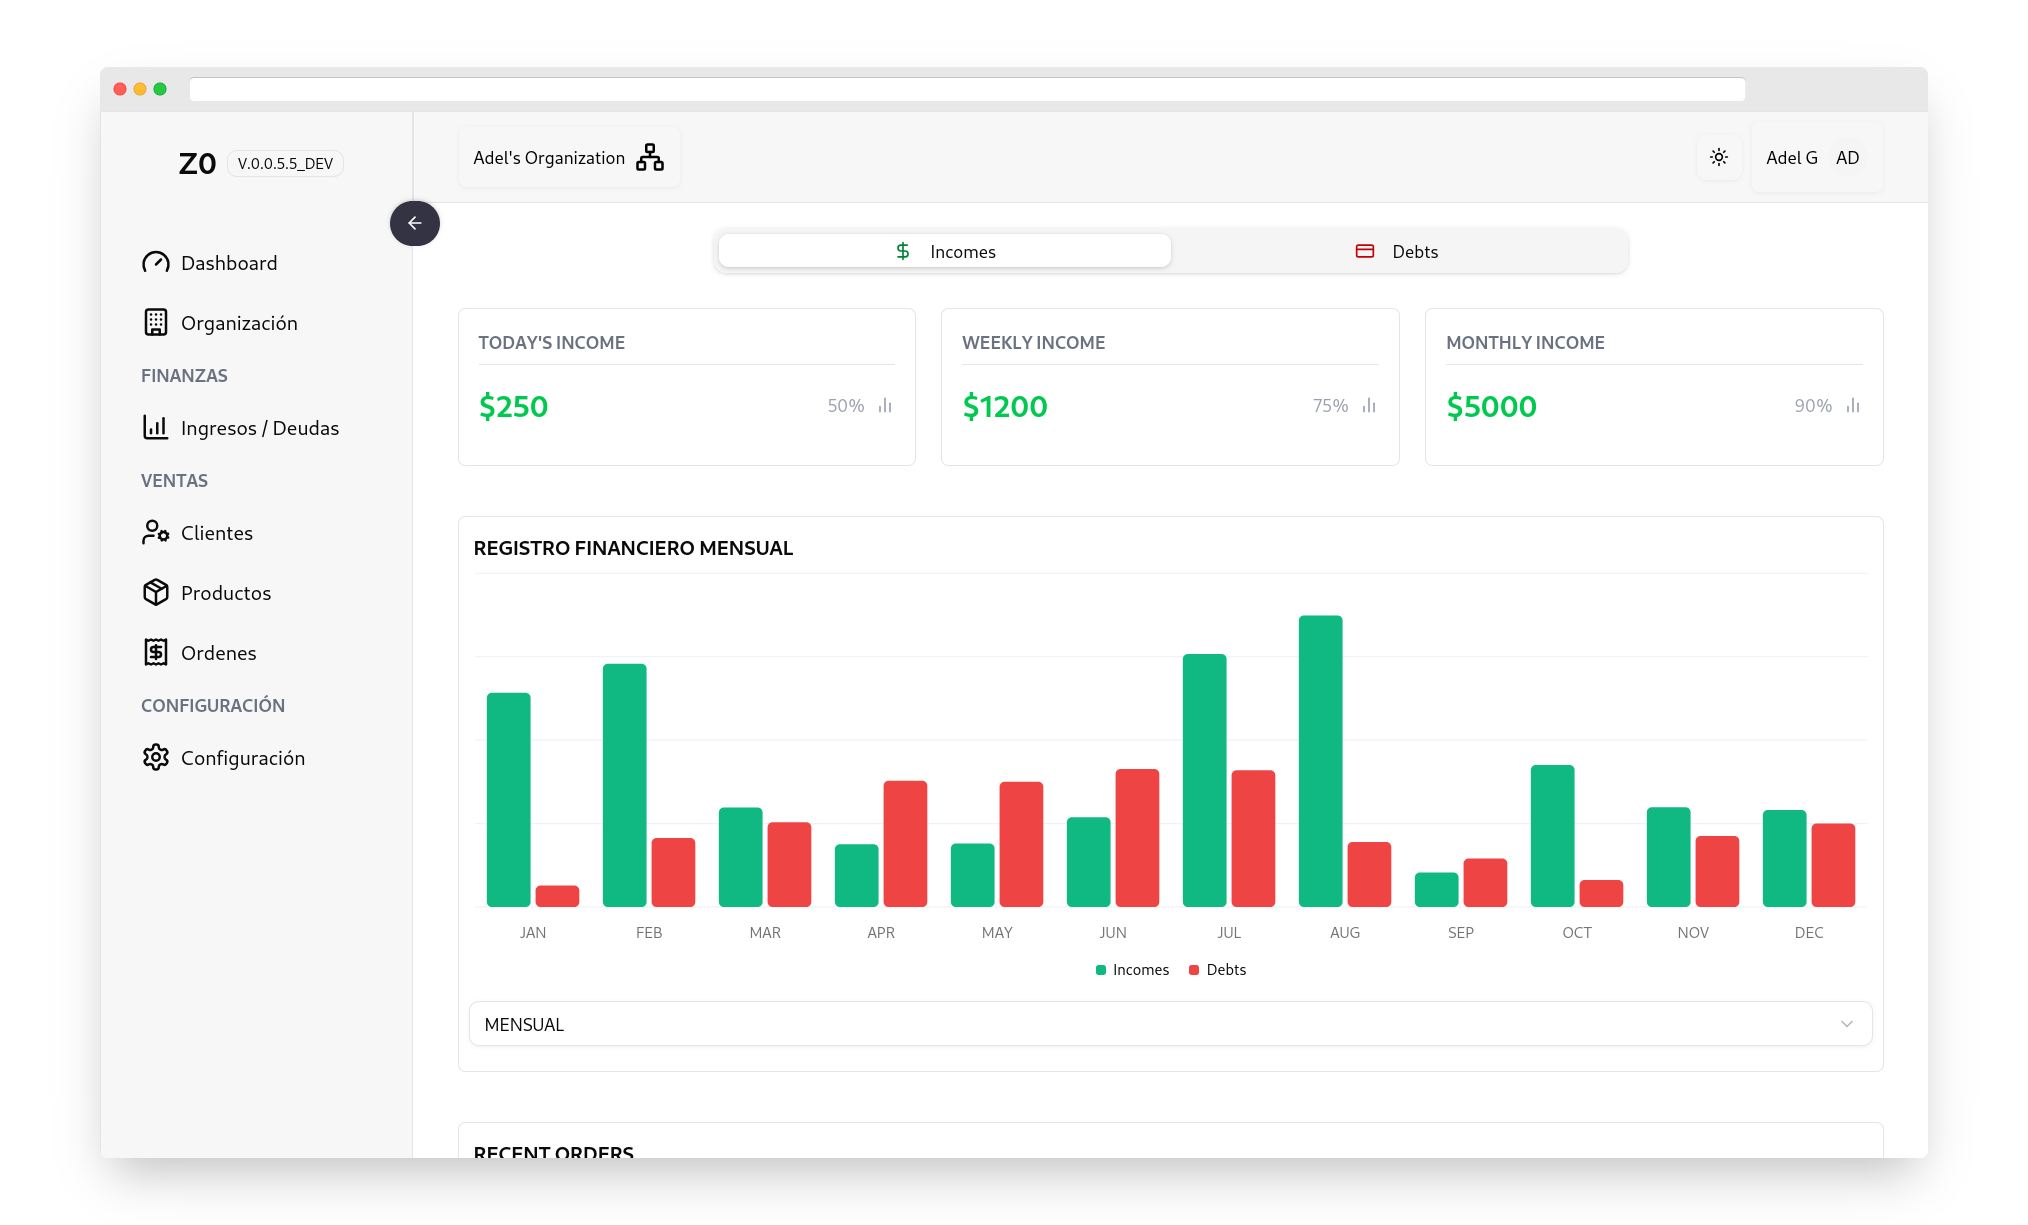 Z0 V.0.0.5.5_DEV
Adel's Organization
Adel G AD
Dashboard
Organización
FINANZAS
Ingresos / Deudas
VENTAS
Clientes
Productos
Ordenes
CONFIGURACIÓN
Configuración
$ Incomes
Debts
TODAY'S INCOME
$250 50%
WEEKLY INCOME
$1200 75%
MONTHLY INCOME
$5000 90%
REGISTRO FINANCIERO MENSUAL
JAN FEB MAR APR MAY JUN JUL AUG SEP OCT NOV DEC
Incomes Debts
MENSUAL
RECENT ORDERS